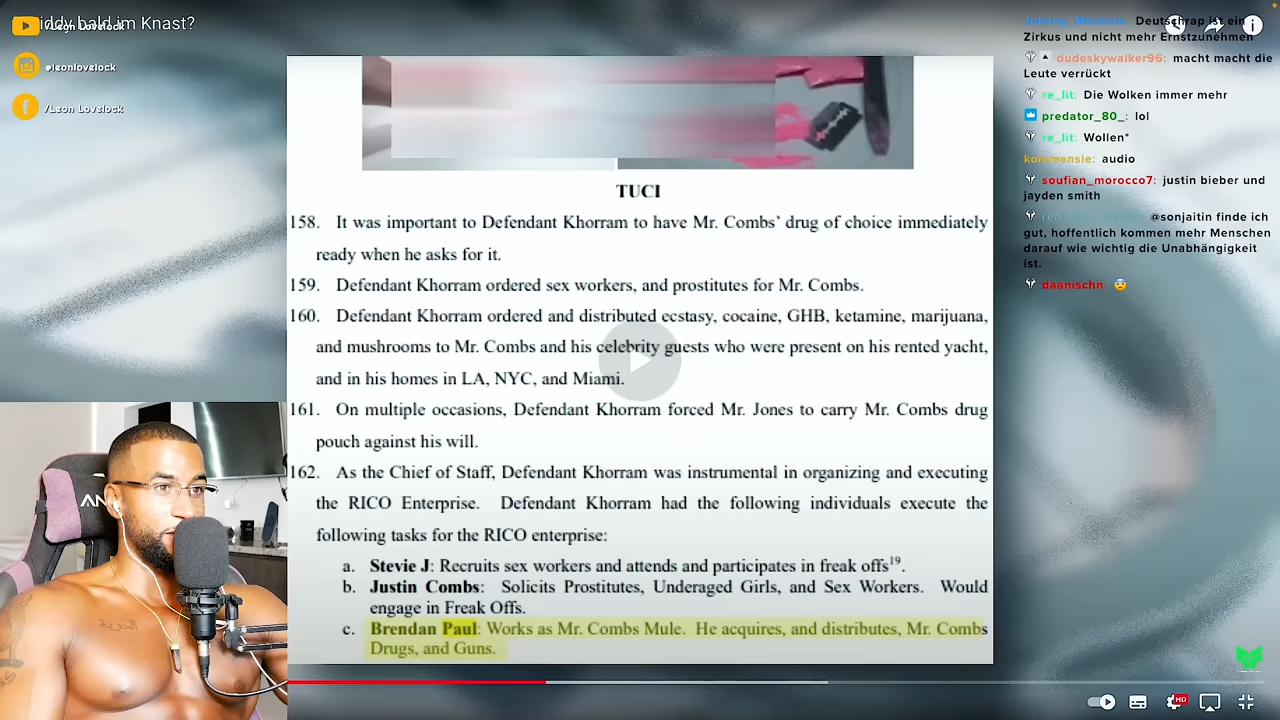 Diddy bald im Knast?
/Leon Lovelock
@leonlovelock
/Leon Lovelock
TUCI
158. It was important to Defendant Khorram to have Mr. Combs’ drug of choice immediately
ready when he asks for it.
159. Defendant Khorram ordered sex workers, and prostitutes for Mr. Combs.
160. Defendant Khorram ordered and distributed ecstasy, cocaine, GHB, ketamine, marijuana,
and mushrooms to Mr. Combs and his celebrity guests who were present on his rented yacht,
and in his homes in LA, NYC, and Miami.
161. On multiple occasions, Defendant Khorram forced Mr. Jones to carry Mr. Combs drug
pouch against his will.
162. As the Chief of Staff, Defendant Khorram was instrumental in organizing and executing
the RICO Enterprise. Defendant Khorram had the following individuals execute the
following tasks for the RICO enterprise:
a. Stevie J: Recruits sex workers and attends and participates in freak offs19.
b. Justin Combs: Solicits Prostitutes, Underaged Girls, and Sex Workers. Would
engage in Freak Offs.
c. Brendan Paul: Works as Mr. Combs Mule. He acquires, and distributes, Mr. Combs
Drugs, and Guns.
Deutschrap ist ein
Zirkus und nicht mehr Ernstzunehmen
dudeskywalker96: macht macht die
Leute verrückt
re_lit: Die Wolken immer mehr
predator_80_: lol
re_lit: Wollen*
audio
soufian_morocco7: justin bieber und
jayden smith
@sonjaitin finde ich
gut, hoffentlich kommen mehr Menschen
darauf wie wichtig die Unabhängigkeit
ist.
daanischn: 😨
AN
الحرية
HD